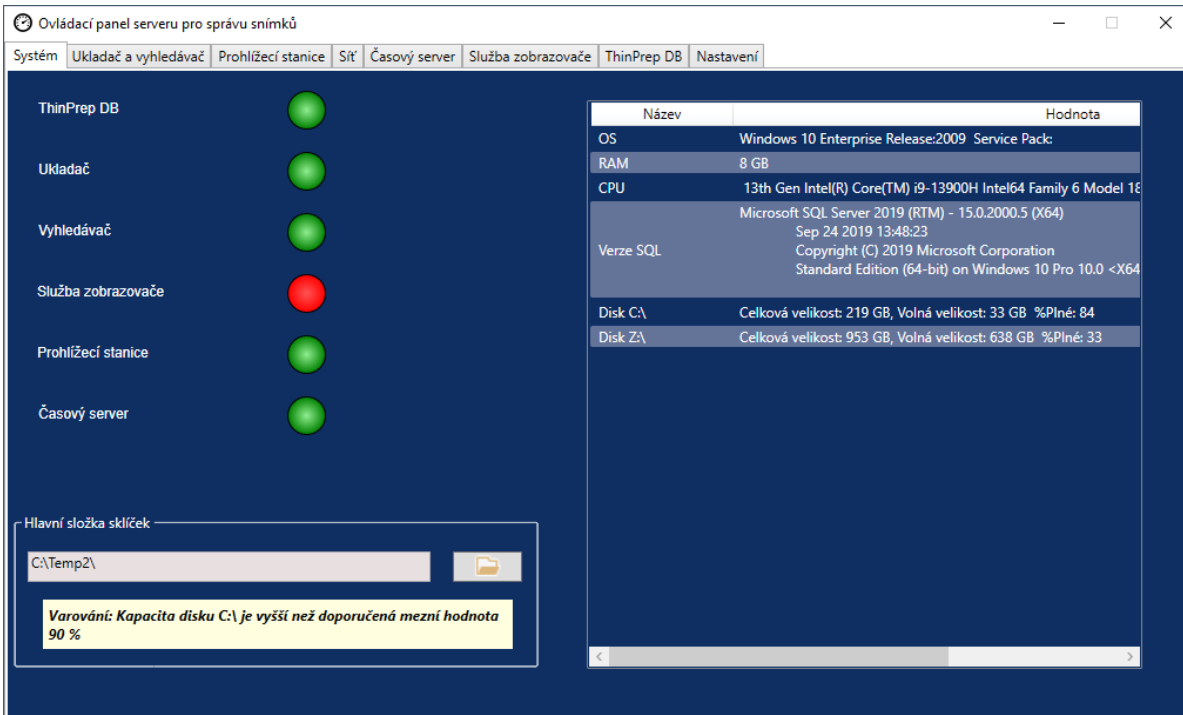 Ovládací panel serveru pro správu snímků
Systém Ukladač a vyhledávač Prohlížecí stanice Síť Časový server Služba zobrazovače ThinPrep DB Nastavení
ThinPrep DB
Ukladač
Vyhledávač
Služba zobrazovače
Prohlížecí stanice
Časový server
Hlavní složka sklíček
C:\Temp2\
Varování: Kapacita disku C:\ je vyšší než doporučená mezní hodnota
90 %
Název Hodnota
OS Windows 10 Enterprise Release:2009 Service Pack:
RAM 8 GB
CPU 13th Gen Intel(R) Core(TM) i9-13900H Intel64 Family 6 Model 18
Verze SQL Microsoft SQL Server 2019 (RTM) - 15.0.2000.5 (X64)
Sep 24 2019 13:48:23
Copyright (C) 2019 Microsoft Corporation
Standard Edition (64-bit) on Windows 10 Pro 10.0 <X64
Disk C:\ Celková velikost: 219 GB, Volná velikost: 33 GB %Plné: 84
Disk Z:\ Celková velikost: 953 GB, Volná velikost: 638 GB %Plné: 33